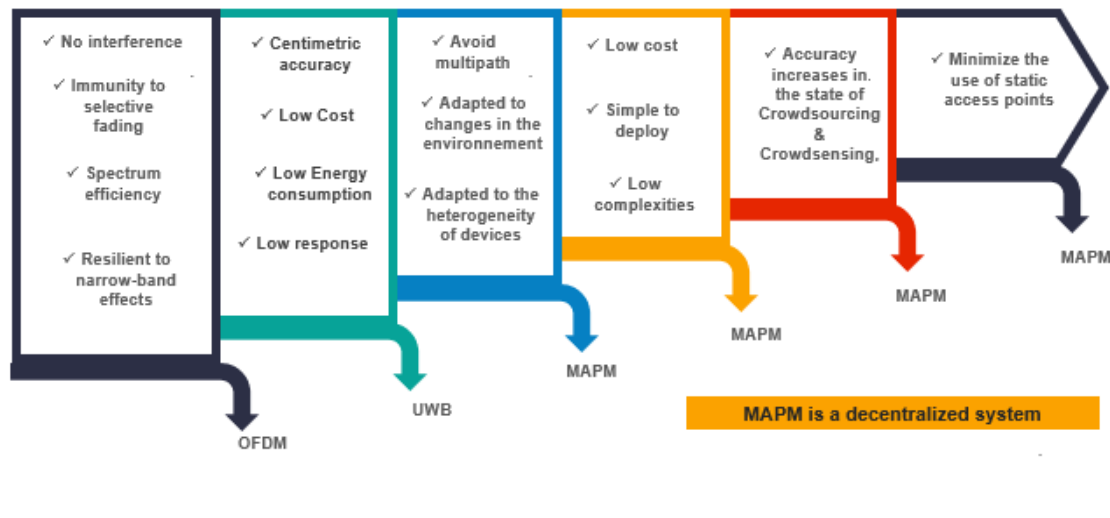 ✓ No interference
✓ Immunity to
selective
fading
✓ Spectrum
efficiency
✓ Resilient to
narrow-band
effects
OFDM
✓ Centimetric
accuracy
✓ Low Cost
✓ Low Energy
consumption
✓ Low response
UWB
✓ Avoid
multipath
✓ Adapted to
changes in the
environnement
✓ Adapted to the
heterogeneity
of devices
MAPM
✓ Low cost
✓ Simple to
deploy
✓ Low
complexities
MAPM
✓ Accuracy
increases in.
the state of
Crowdsourcing
&
Crowdsensing,
MAPM
✓ Minimize the
use of static
access points
MAPM
MAPM is a decentralized system